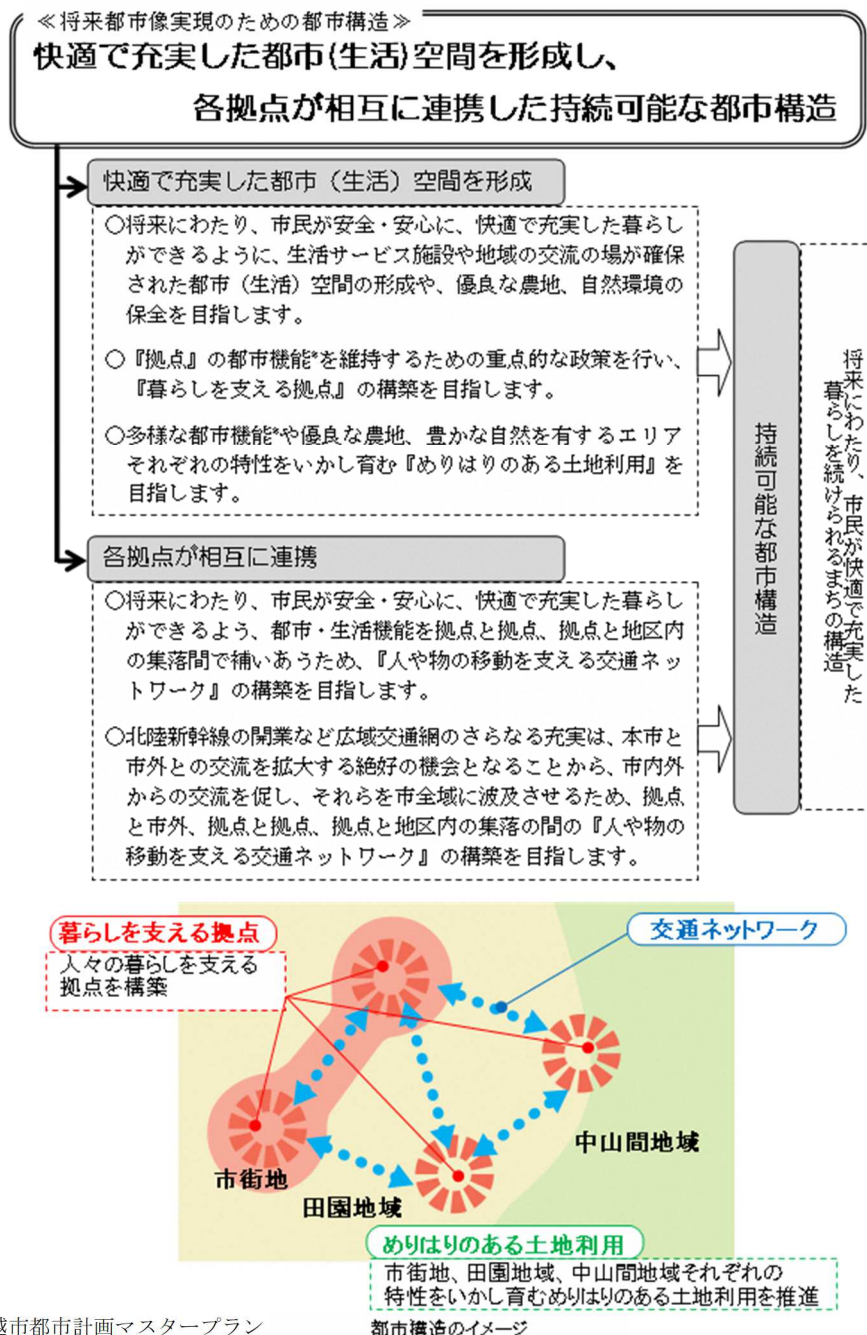 ≪将来都市像実現のための都市構造≫
快適で充実した都市(生活)空間を形成し、
各拠点が相互に連携した持続可能な都市構造
快適で充実した都市（生活）空間を形成
○将来にわたり、市民が安全・安心に、快適で充実した暮らし
ができるように、生活サービス施設や地域の交流の場が確保
された都市（生活）空間の形成や、優良な農地、自然環境の
保全を目指します。
○『拠点』の都市機能*を維持するための重点的な政策を行い、
『暮らしを支える拠点』の構築を目指します。
○多様な都市機能*や優良な農地、豊かな自然を有するエリア
それぞれの特性をいかし育む『めりはりのある土地利用』を
目指します。
各拠点が相互に連携
○将来にわたり、市民が安全・安心に、快適で充実した暮らし
ができるよう、都市・生活機能を拠点と拠点、拠点と地区内
の集落間で補いあうため、『人や物の移動を支える交通ネッ
トワーク』の構築を目指します。
○北陸新幹線の開業など広域交通網のさらなる充実は、本市と
市外との交流を拡大する絶好の機会となることから、市内外
からの交流を促し、それらを市全域に波及させるため、拠点
と市外、拠点と拠点、拠点と地区内の集落の間の『人や物の
移動を支える交通ネットワーク』の構築を目指します。
持続可能な都市構造
将来にわたり、市民が快適で充実した
暮らしを続けられるまちの構造
暮らしを支える拠点
人々の暮らしを支える
拠点を構築
交通ネットワーク
中山間地域
市街地
田園地域
めりはりのある土地利用
市街地、田園地域、中山間地域それぞれの
特性をいかし育むめりはりのある土地利用を推進
越市都市計画マスタープラン
都市構造のイメージ